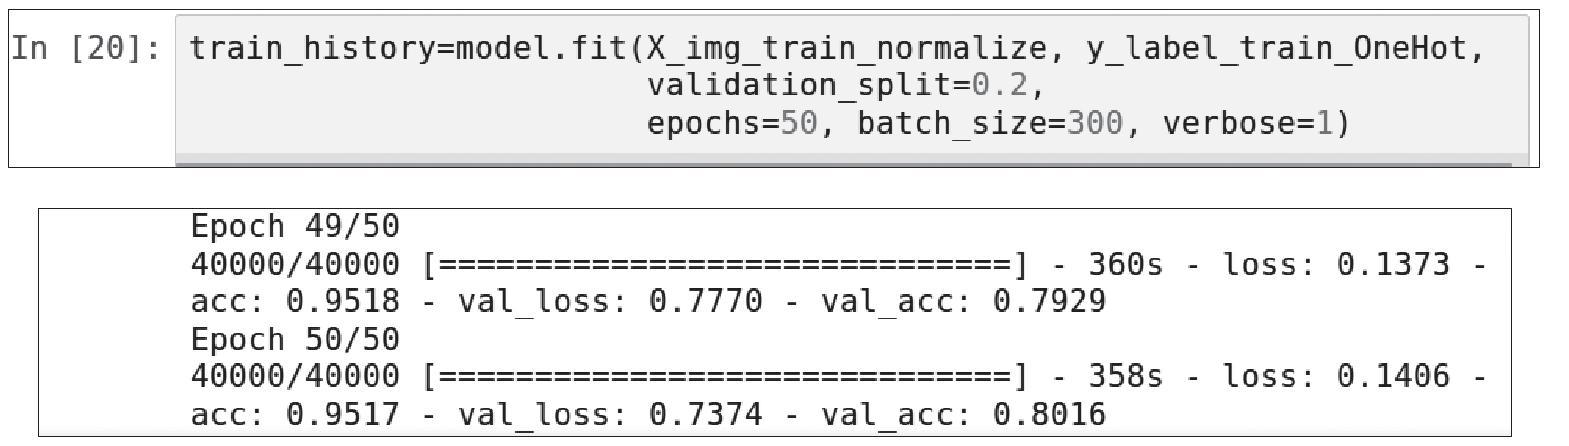 In [20]: train_history=model.fit(X_img_train_normalize, y_label_train_OneHot,
validation_split=0.2,
epochs=50, batch_size=300, verbose=1)
Epoch 49/50
40000/40000 [==============================] - 360s - loss: 0.1373 -
acc: 0.9518 - val_loss: 0.7770 - val_acc: 0.7929
Epoch 50/50
40000/40000 [==============================] - 358s - loss: 0.1406 -
acc: 0.9517 - val_loss: 0.7374 - val_acc: 0.8016